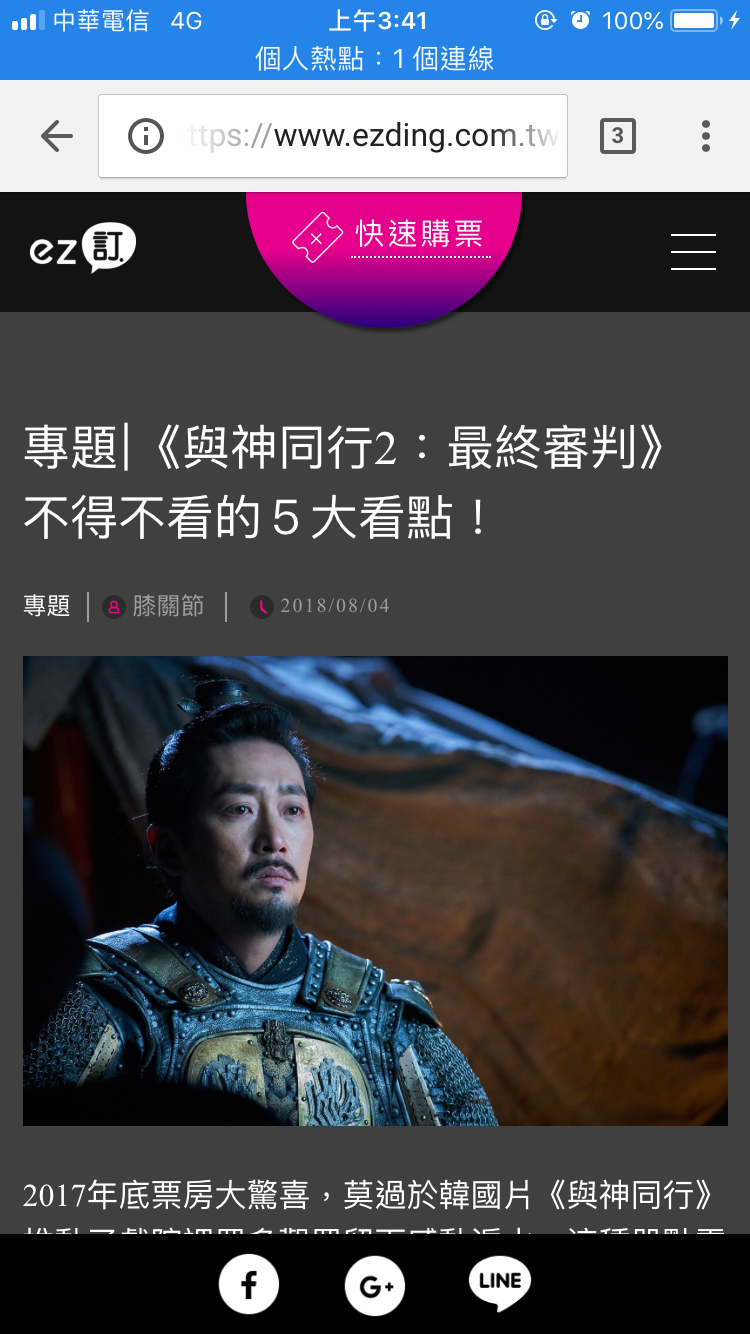 中華電信 4G 上午3:41 100%
個人熱點：1 個連線
ttps://www.ezding.com.tw 3
ez訂 快速購票
專題|《與神同行2：最終審判》
不得不看的５大看點！
專題 | 膝關節 | 2018/08/04
2017年底票房大驚喜，莫過於韓國片《與神同行》
f G+ LINE